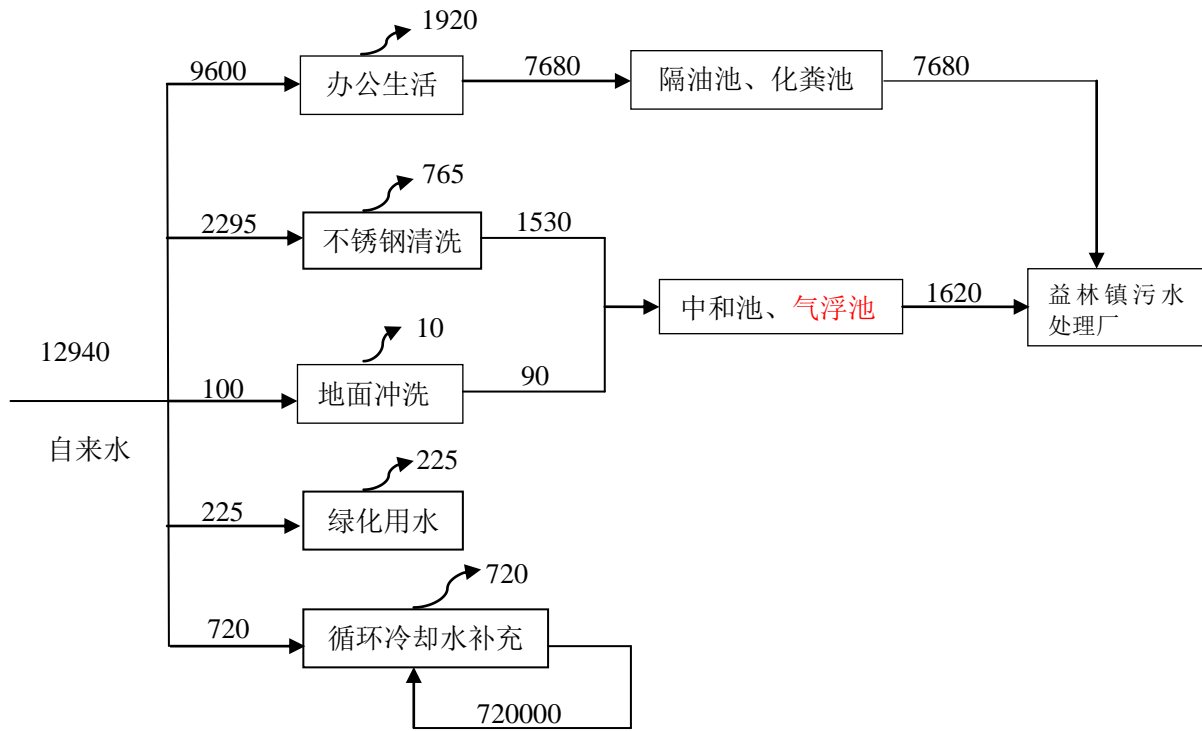 1920
9600
办公生活
7680
隔油池、化粪池
7680
765
2295
不锈钢清洗
1530
中和池、气浮池
1620
益林镇污水
处理厂
10
12940
100
地面冲洗
90
自来水
225
225
绿化用水
720
720
循环冷却水补充
720000